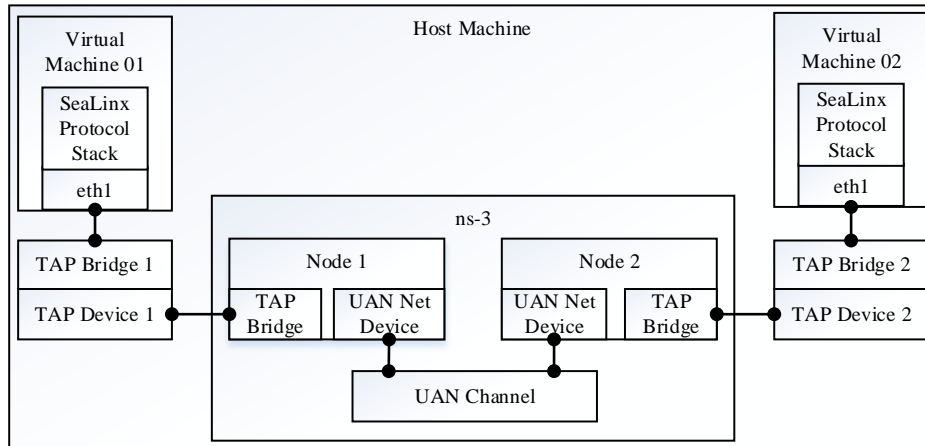 Host Machine
Virtual
Machine 01
SeaLinx
Protocol
Stack
eth1
TAP Bridge 1
TAP Device 1
Virtual
Machine 02
SeaLinx
Protocol
Stack
eth1
TAP Bridge 2
TAP Device 2
ns-3
Node 1
TAP
Bridge
UAN Net
Device
Node 2
UAN Net
Device
TAP
Bridge
UAN Channel